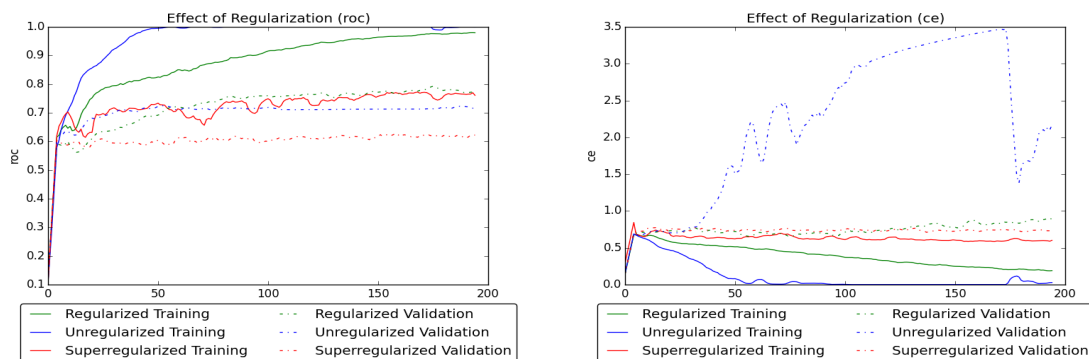 Effect of Regularization (roc)
1.0
0.9
0.8
0.7
0.6
0.5
0.4
0.3
0.2
0.1
roc
0 50 100 150 200
Regularized Training Regularized Validation
Unregularized Training Unregularized Validation
Superregularized Training Superregularized Validation
Effect of Regularization (ce)
3.5
3.0
2.5
2.0
1.5
1.0
0.5
0.0
ce
0 50 100 150 200
Regularized Training Regularized Validation
Unregularized Training Unregularized Validation
Superregularized Training Superregularized Validation